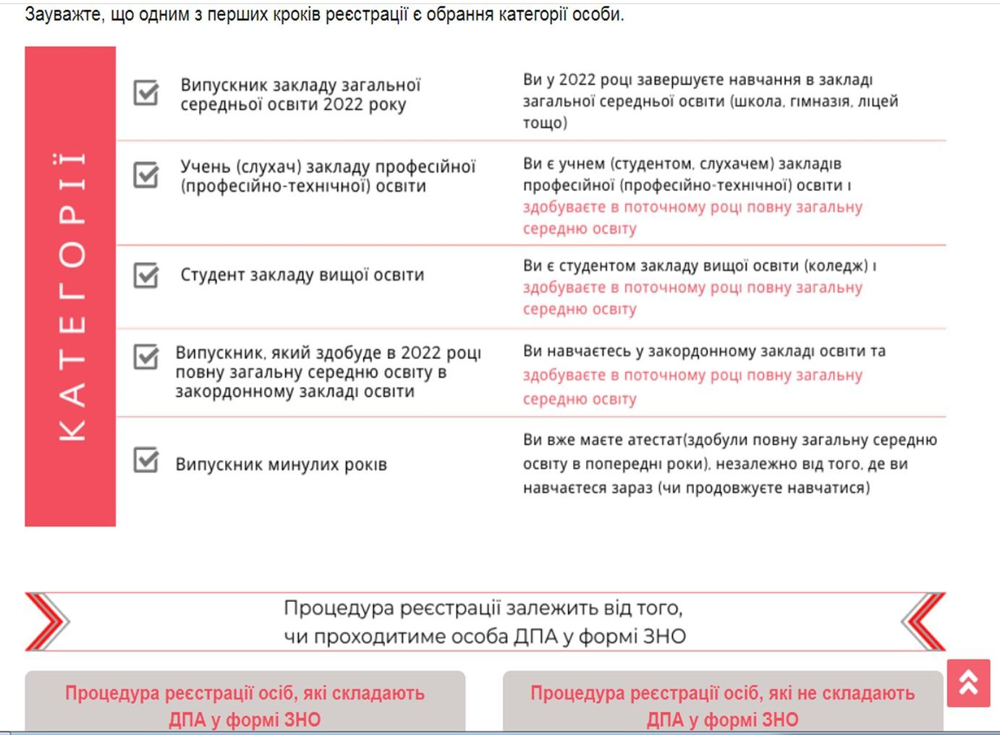 Зауважте, що одним з перших кроків реєстрації є обрання категорії особи.
КАТЕГОРІЇ
Випускник закладу загальної
середньої освіти 2022 року
Ви у 2022 році завершуєте навчання в закладі
загальної середньої освіти (школа, гімназія, ліцей
тощо)
Учень (слухач) закладу професійної
(професійно-технічної) освіти
Ви є учнем (студентом, слухачем) закладів
професійної (професійно-технічної) освіти і
здобуваєте в поточному році повну загальну
середню освіту
Студент закладу вищої освіти
Ви є студентом закладу вищої освіти (коледж) і
здобуваєте в поточному році повну загальну
середню освіту
Випускник, який здобуде в 2022 році
повну загальну середню освіту в
закордонному закладі освіти
Ви навчаєтесь у закордонному закладі освіти та
здобуваєте в поточному році повну загальну
середню освіту
Випускник минулих років
Ви вже маєте атестат(здобули повну загальну середню
освіту в попередні роки), незалежно від того, де ви
навчаєтеся зараз (чи продовжуєте навчатися)
Процедура реєстрації залежить від того,
чи проходитиме особа ДПА у формі ЗНО
Процедура реєстрації осіб, які складають
ДПА у формі ЗНО
Процедура реєстрації осіб, які не складають
ДПА у формі ЗНО